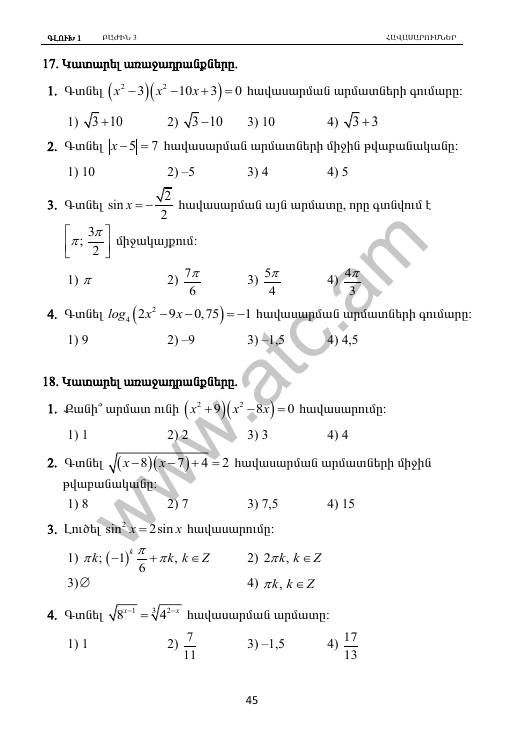 ԳԼՈՒԽ 1 ԲԱԺԻՆ 3 ՀԱՎԱՍԱՐՈՒՄՆԵՐ
17. Կատարել առաջադրանքները.
1. Գտնել (x² − 3)(x² − 10x + 3) = 0 հավասարման արմատների գումարը:
1) √3 + 10 2) √3 − 10 3) 10 4) √3 + 3
2. Գտնել |x − 5| = 7 հավասարման արմատների միջին թվաբանականը:
1) 10 2) –5 3) 4 4) 5
3. Գտնել sin x = −√2/2 հավասարման այն արմատը, որը գտնվում է
[π; 3π/2] միջակայքում:
1) π 2) 7π/6 3) 5π/4 4) 4π/3
4. Գտնել log₄(2x² − 9x − 0,75) = −1 հավասարման արմատների գումարը:
1) 9 2) –9 3) –1,5 4) 4,5
18. Կատարել առաջադրանքները.
1. Քանի՞ արմատ ունի (x² + 9)(x² − 8x) = 0 հավասարումը:
1) 1 2) 2 3) 3 4) 4
2. Գտնել √((x − 8)(x − 7) + 4) = 2 հավասարման արմատների միջին
թվաբանականը:
1) 8 2) 7 3) 7,5 4) 15
3. Լուծել sin² x = 2sin x հավասարումը:
1) πk; (−1)ᵏ π/6 + πk, k ∈ Z 2) 2πk, k ∈ Z
3) ∅ 4) πk, k ∈ Z
4. Գտնել √(8ˣ⁻¹) = ∛(4²⁻ˣ) հավասարման արմատը:
1) 1 2) 7/11 3) –1,5 4) 17/13
45
www.atc.am